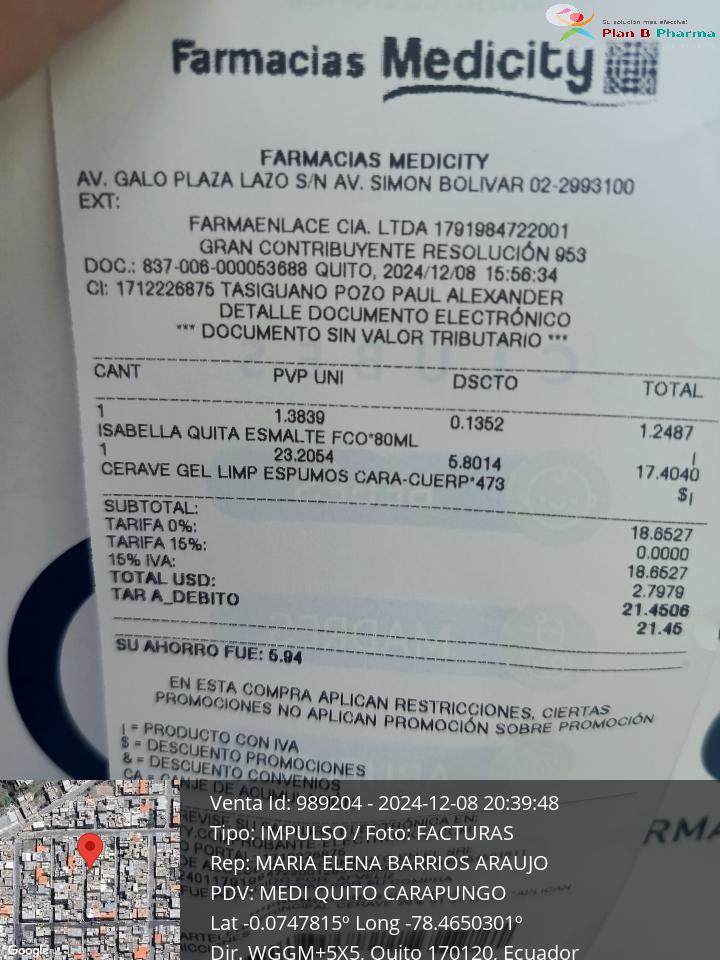 Su solución más efectiva!
Plan B Pharma
Farmacias Medicity
FARMACIAS MEDICITY
AV. GALO PLAZA LAZO S/N AV. SIMON BOLIVAR 02-2993100
EXT:
FARMAENLACE CIA. LTDA 1791984722001
GRAN CONTRIBUYENTE RESOLUCIÓN 953
DOC.: 837-006-000053688 QUITO, 2024/12/08 15:56:34
CI: 1712226875 TASIGUANO POZO PAUL ALEXANDER
DETALLE DOCUMENTO ELECTRÓNICO
*** DOCUMENTO SIN VALOR TRIBUTARIO ***
CANT PVP UNI DSCTO TOTAL
1 1.3839 0.1352 1.2487
ISABELLA QUITA ESMALTE FCO*80ML |
1 23.2054 5.8014 17.4040
CERAVE GEL LIMP ESPUMOS CARA-CUERP*473 $|
SUBTOTAL: 18.6527
TARIFA 0%: 0.0000
TARIFA 15%: 18.6527
15% IVA: 2.7979
TOTAL USD: 21.4506
TARJETA_DEBITO 21.45
SU AHORRO FUE: 5.94
EN ESTA COMPRA APLICAN RESTRICCIONES, CIERTAS
PROMOCIONES NO APLICAN PROMOCIÓN SOBRE PROMOCIÓN
| = PRODUCTO CON IVA
$ = DESCUENTO PROMOCIONES
& = DESCUENTO CONVENIOS
Venta Id: 989204 - 2024-12-08 20:39:48
Tipo: IMPULSO / Foto: FACTURAS
Rep: MARIA ELENA BARRIOS ARAUJO
PDV: MEDI QUITO CARAPUNGO
Lat -0.0747815º Long -78.4650301º
Dir. WGGM+5X5, Quito 170120, Ecuador
Google